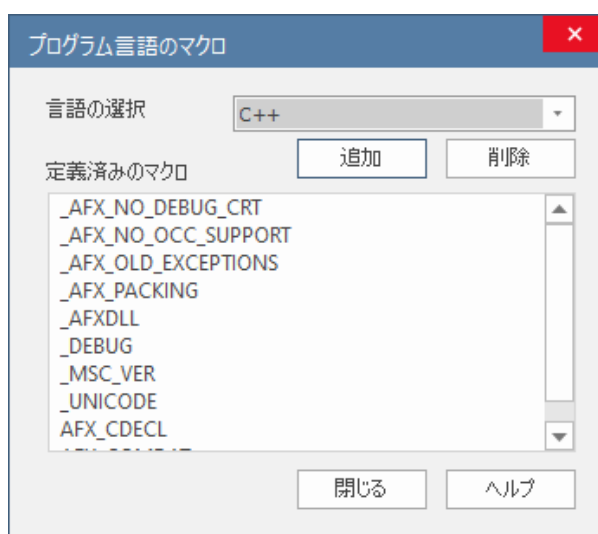 プログラム言語のマクロ
言語の選択
C++
追加
削除
定義済みのマクロ
_AFX_NO_DEBUG_CRT
_AFX_NO_OCC_SUPPORT
_AFX_OLD_EXCEPTIONS
_AFX_PACKING
_AFXDLL
_DEBUG
_MSC_VER
_UNICODE
AFX_CDECL
閉じる
ヘルプ